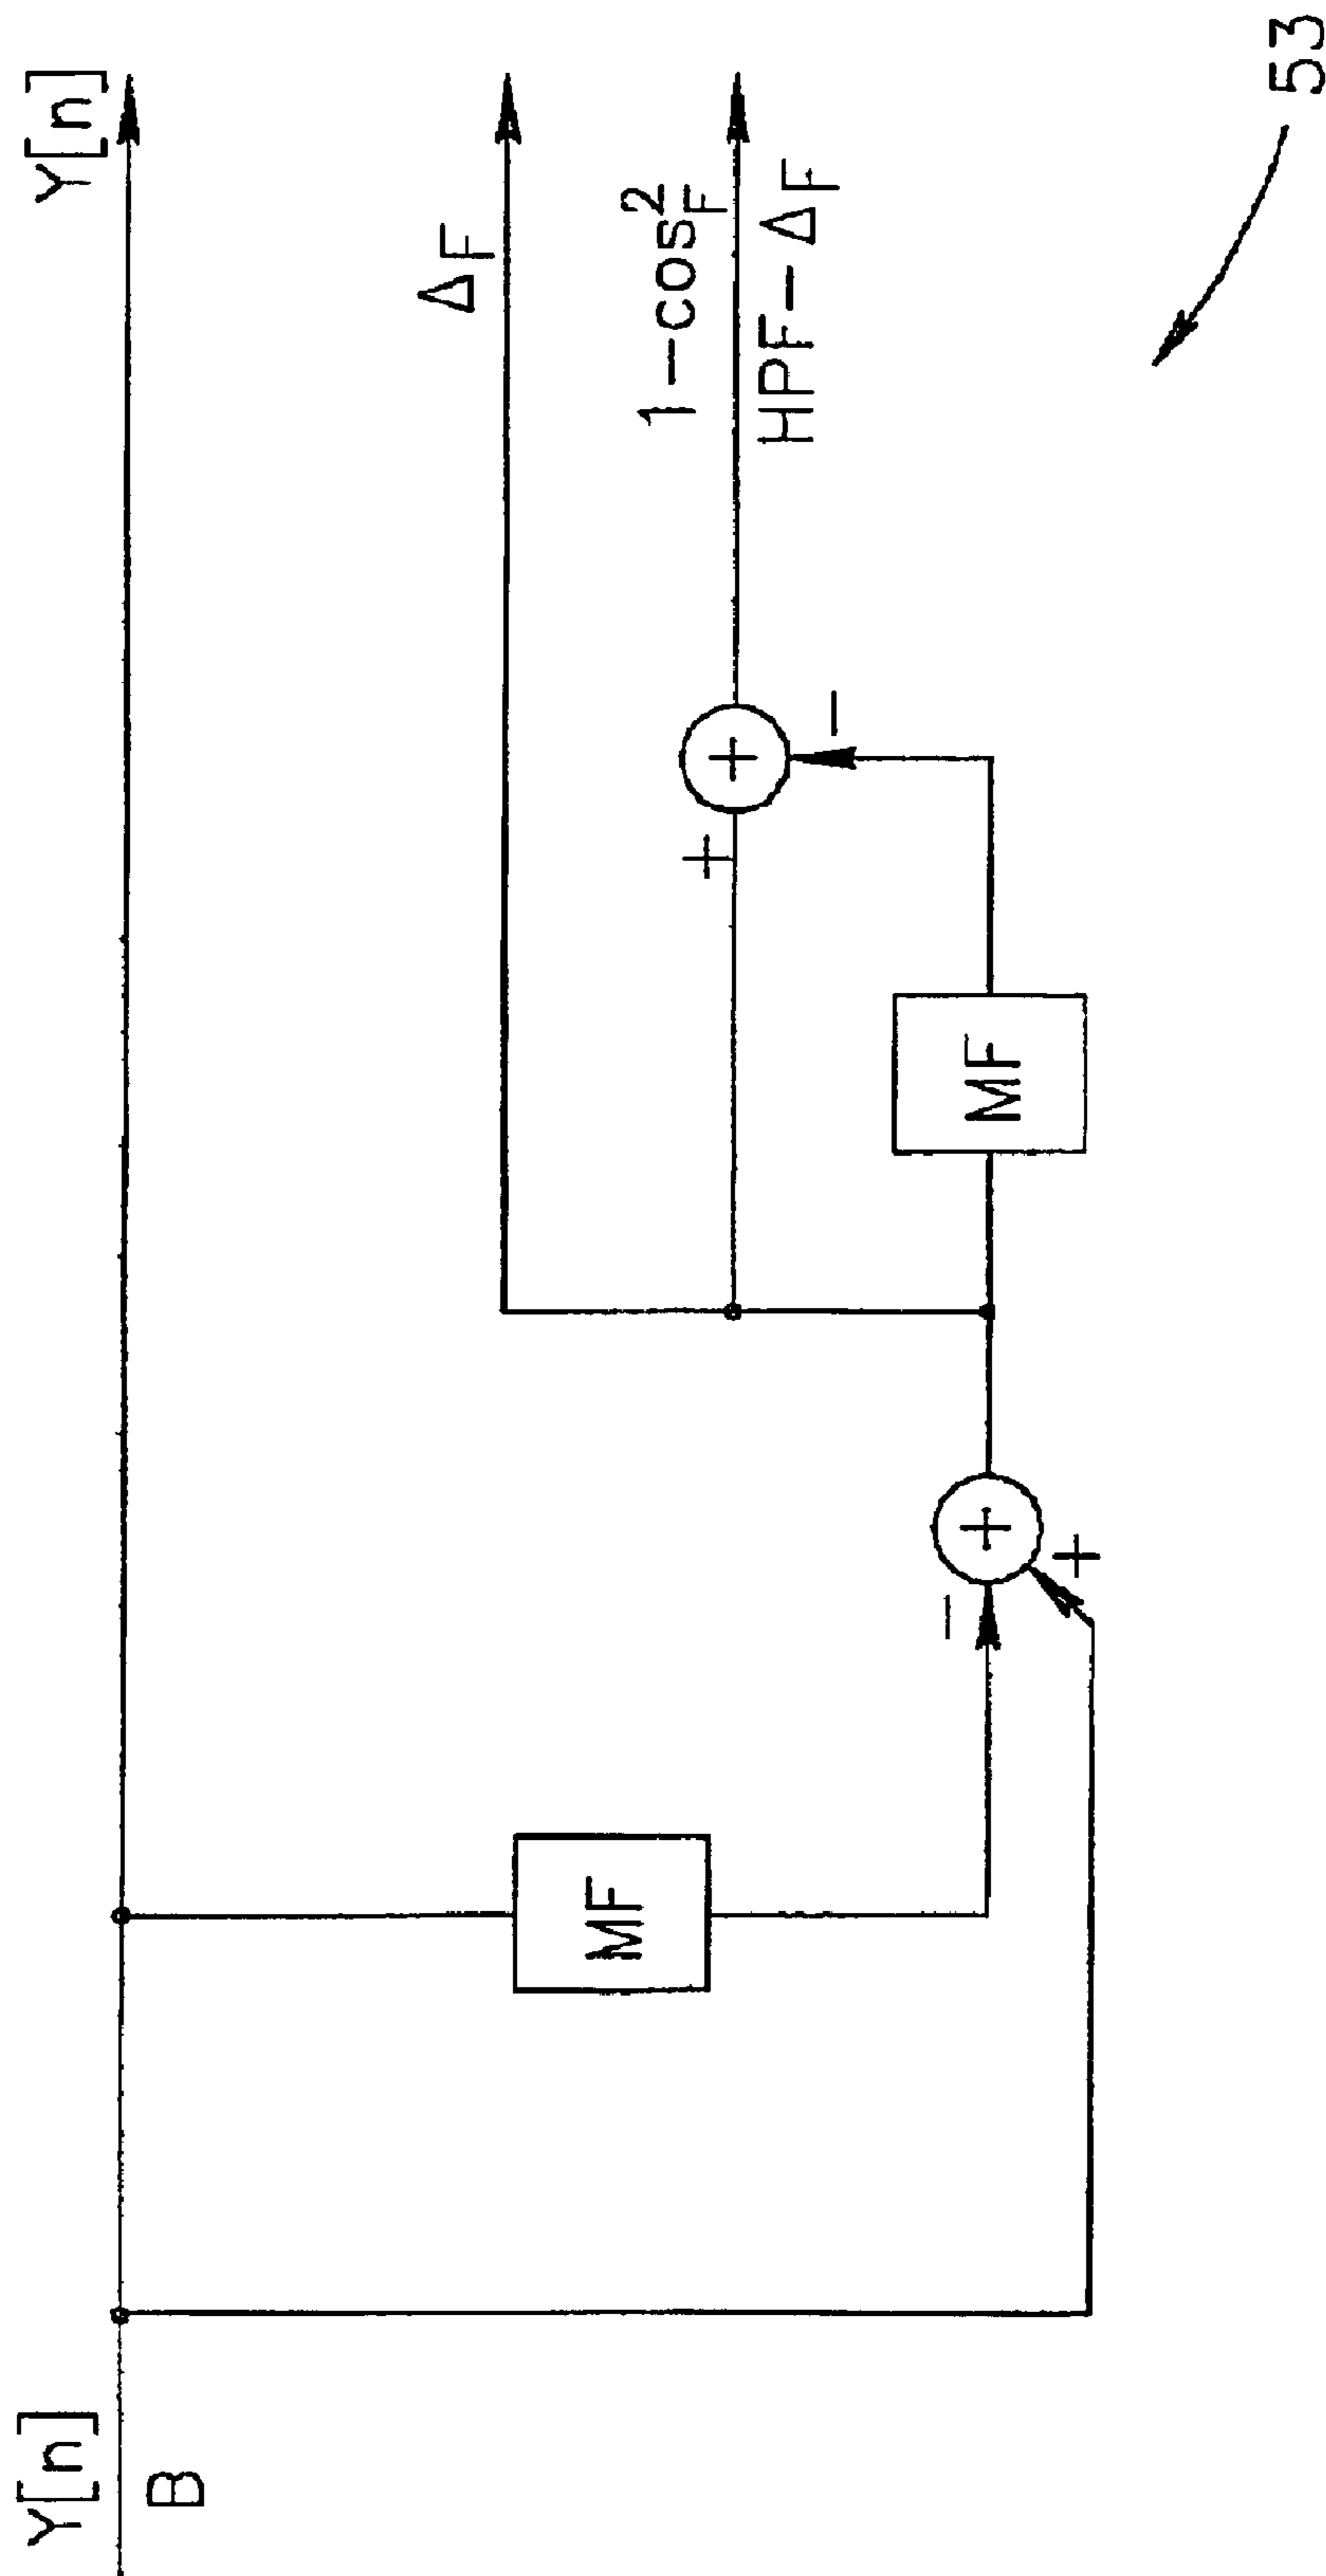 Y[n]
B
MF
−
+
+
MF
+
−
+
Y[n]
ΔF
1−cos²F
HPF−ΔF
53